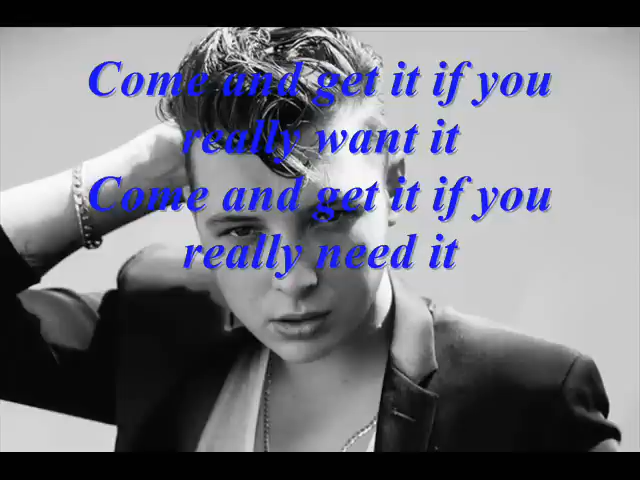 Come and get it if you
really want it
Come and get it if you
really need it